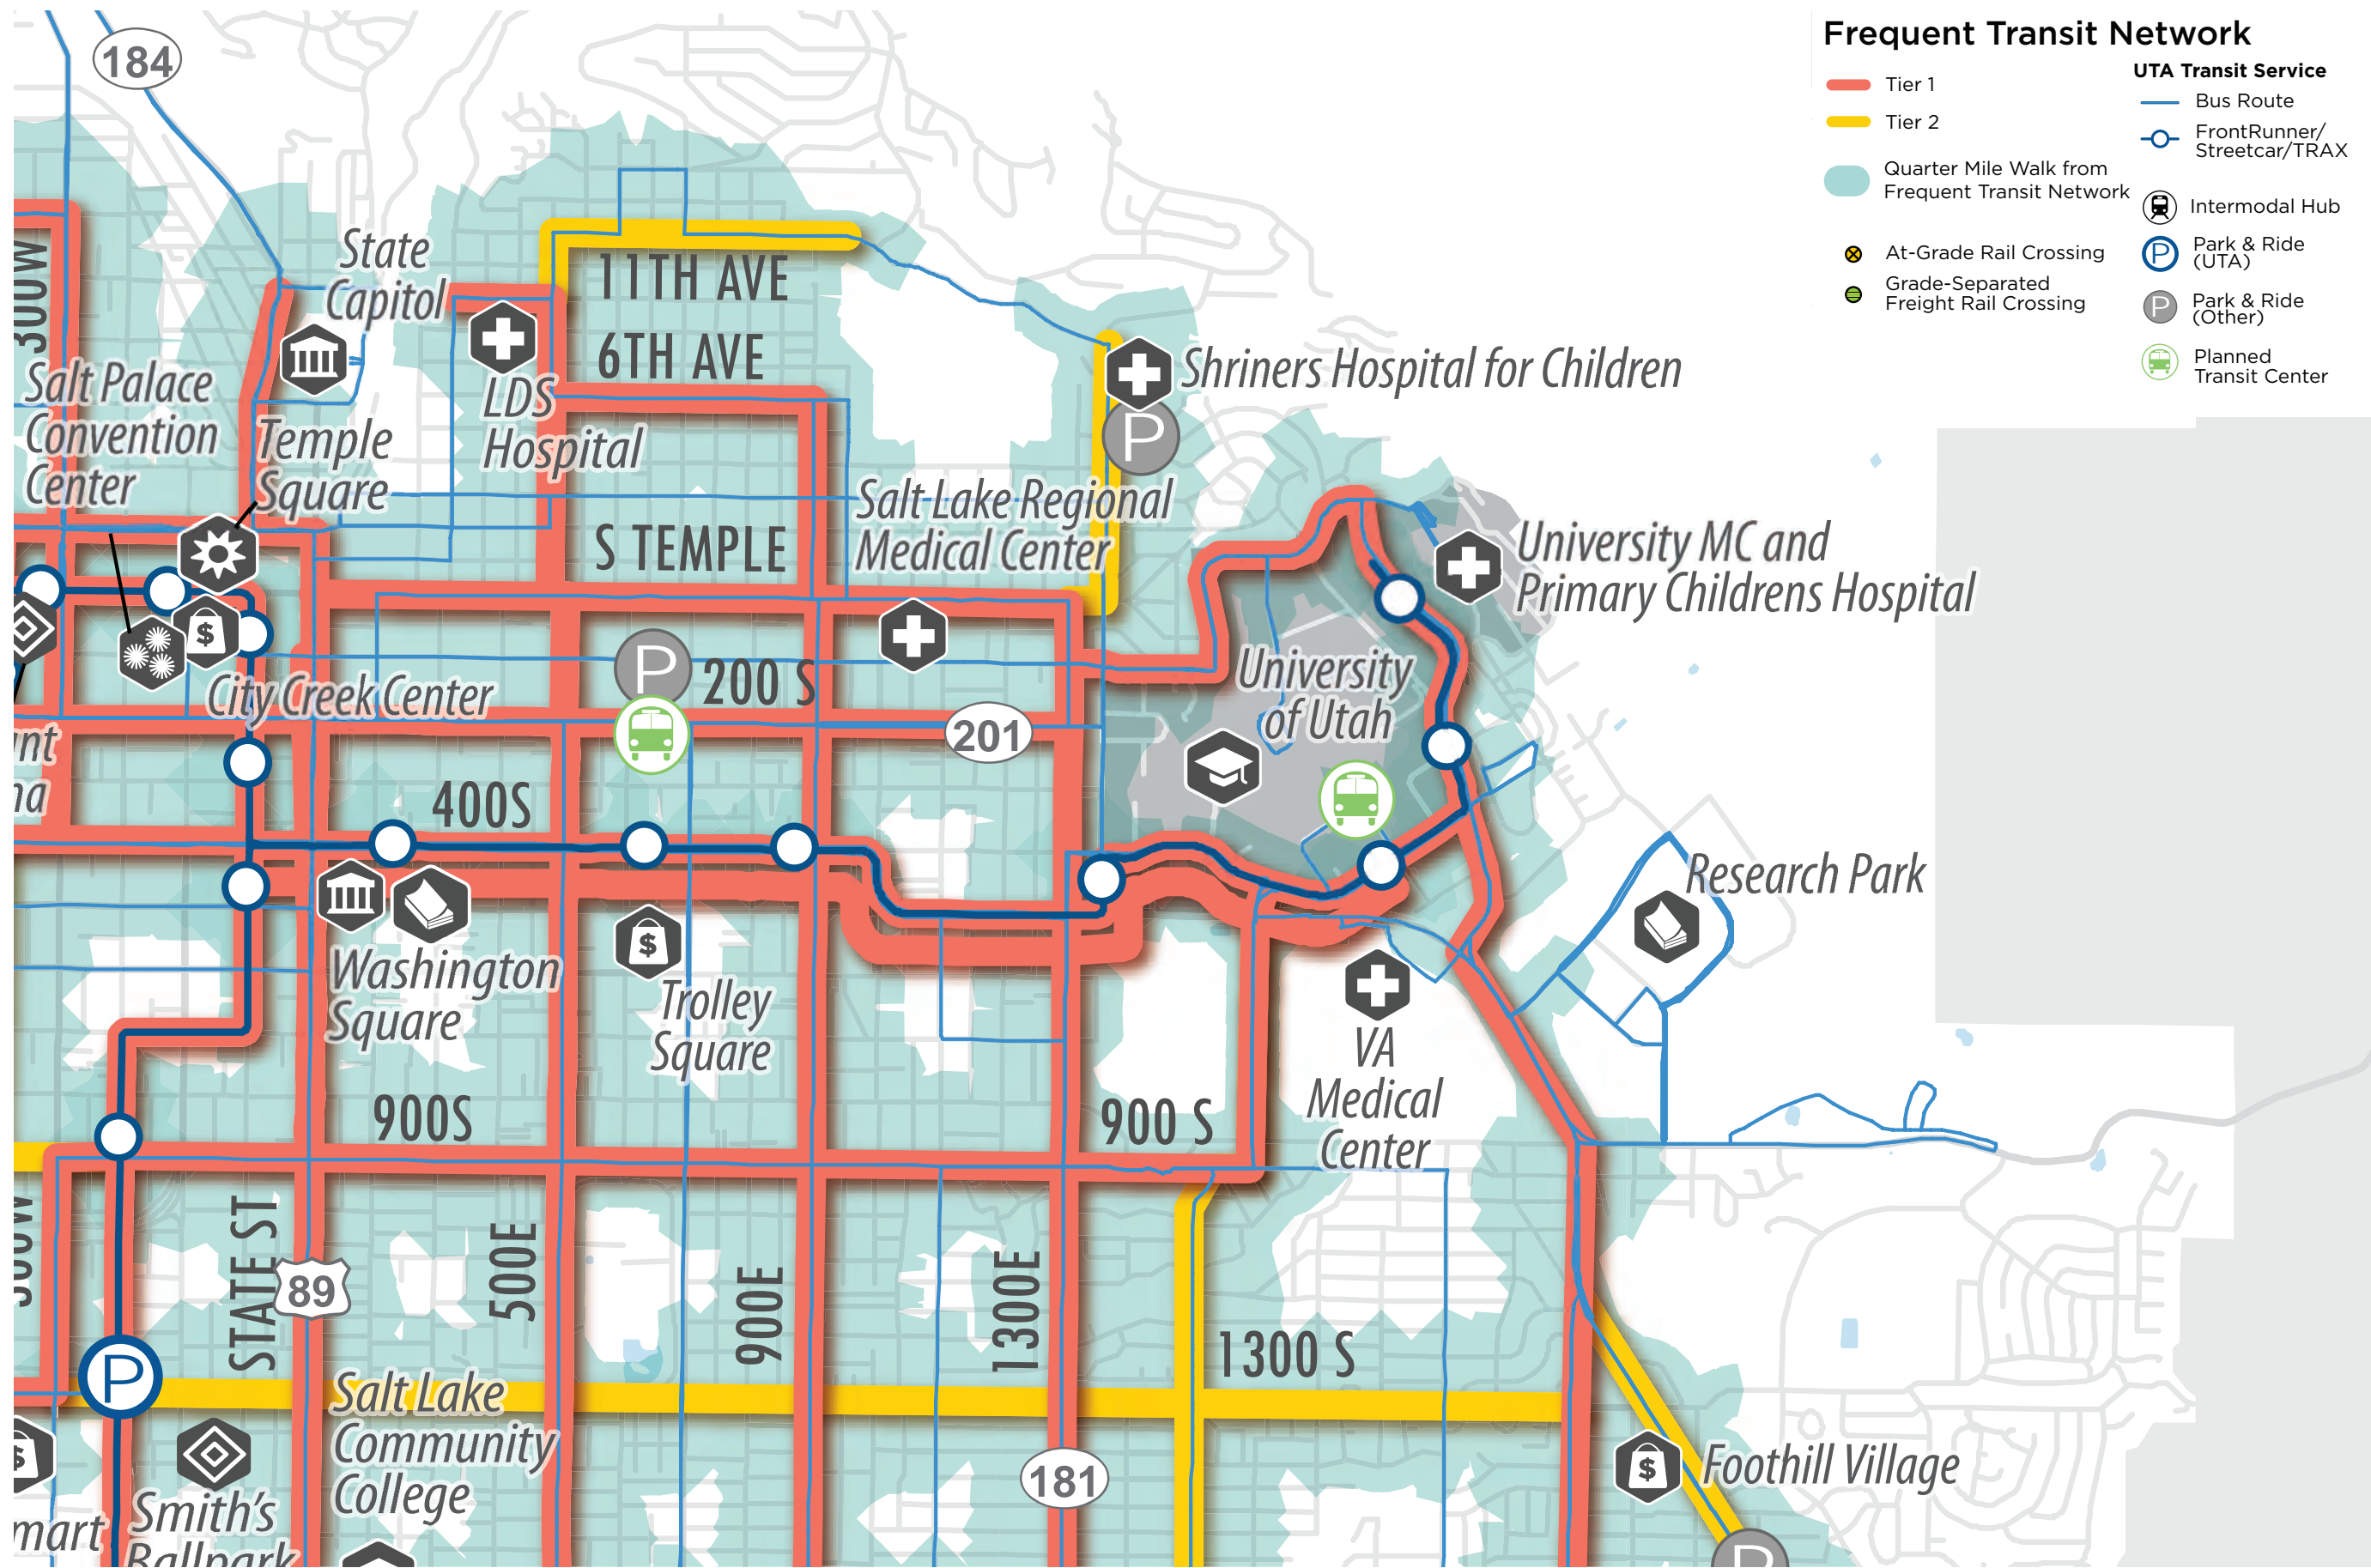 Frequent Transit Network
Tier 1
Tier 2
Quarter Mile Walk from
Frequent Transit Network
At-Grade Rail Crossing
Grade-Separated
Freight Rail Crossing
UTA Transit Service
Bus Route
FrontRunner/
Streetcar/TRAX
Intermodal Hub
P
Park & Ride
(UTA)
P
Park & Ride
(Other)
Planned
Transit Center
184
300W
State
Capitol
11TH AVE
6TH AVE
Shriners Hospital for Children
P
Salt Palace
Convention
Center
Temple
Square
LDS
Hospital
Salt Lake Regional
Medical Center
S TEMPLE
University MC and
Primary Childrens Hospital
$
City Creek Center
P
200 S
201
University
of Utah
400S
Research Park
Washington
Square
$
Trolley
Square
VA
Medical
Center
900S
900 S
STATE ST
89
500E
900E
1300E
1300 S
P
Salt Lake
Community
College
181
$
Foothill Village
$
mart
Smith's
Ballpark
P